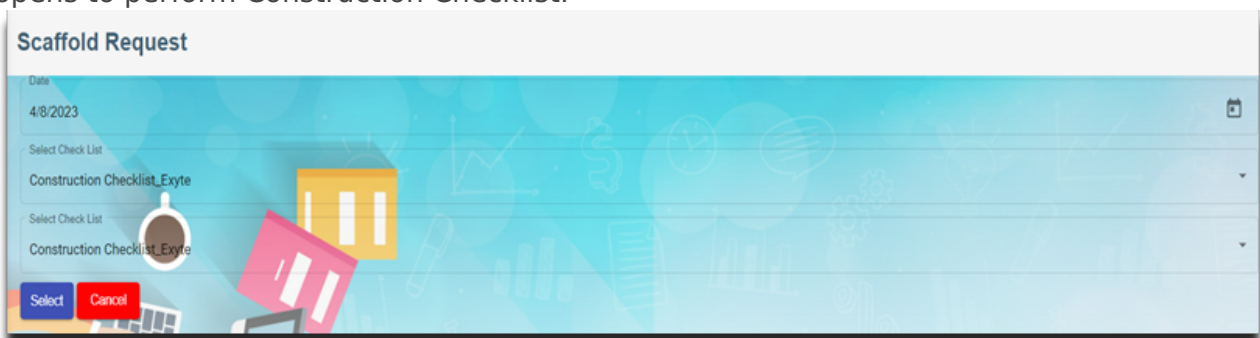 opens to perform Construction Checklist.
Scaffold Request
Date
4/8/2023
Select Check List
Construction Checklist_Exyte
Select Check List
Construction Checklist_Exyte
Select Cancel